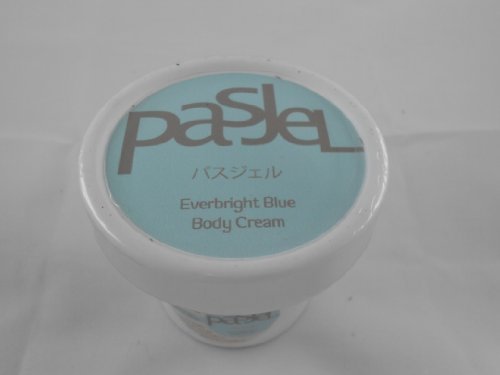 PasJeL
パスジェル
Everbright Blue
Body Cream
PasJeL